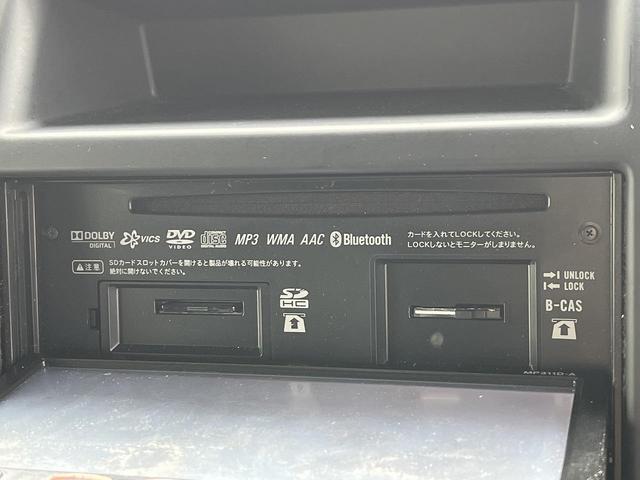 DOLBY DIGITAL VICS DVD VIDEO disc DIGITAL AUDIO MP3 WMA AAC Bluetooth
カードを入れてLOCKしてください。
LOCKしないとモニターがしまりません。
注意 SDカードスロットカバーを開けると製品が壊れる可能性があります。
絶対に開けないでください。
SD HC
UNLOCK
LOCK
B-CAS